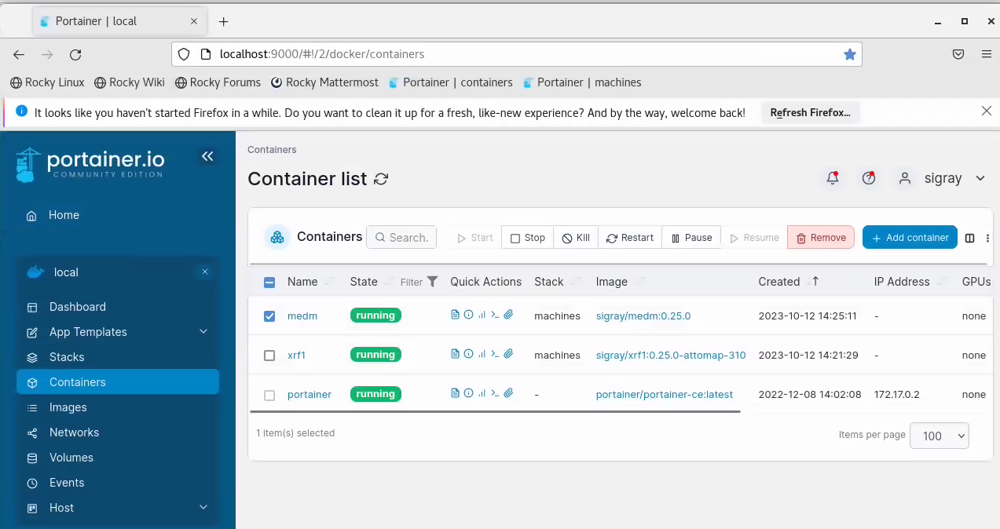 Portainer | local
localhost:9000/#!/2/docker/containers
Rocky Linux Rocky Wiki Rocky Forums Rocky Mattermost Portainer | containers Portainer | machines
It looks like you haven't started Firefox in a while. Do you want to clean it up for a fresh, like-new experience? And by the way, welcome back! Refresh Firefox...
portainer.io
COMMUNITY EDITION
Home
local
Dashboard
App Templates
Stacks
Containers
Images
Networks
Volumes
Events
Host
Containers
Container list
sigray
Containers Search. Start Stop Kill Restart Pause Resume Remove Add container
Name State Filter Quick Actions Stack Image Created IP Address GPUs
medm running machines sigray/medm:0.25.0 2023-10-12 14:25:11 - none
xrf1 running machines sigray/xrf1:0.25.0-attomap-310 2023-10-12 14:21:29 - none
portainer running - portainer/portainer-ce:latest 2022-12-08 14:02:08 172.17.0.2 none
1 item(s) selected
Items per page 100